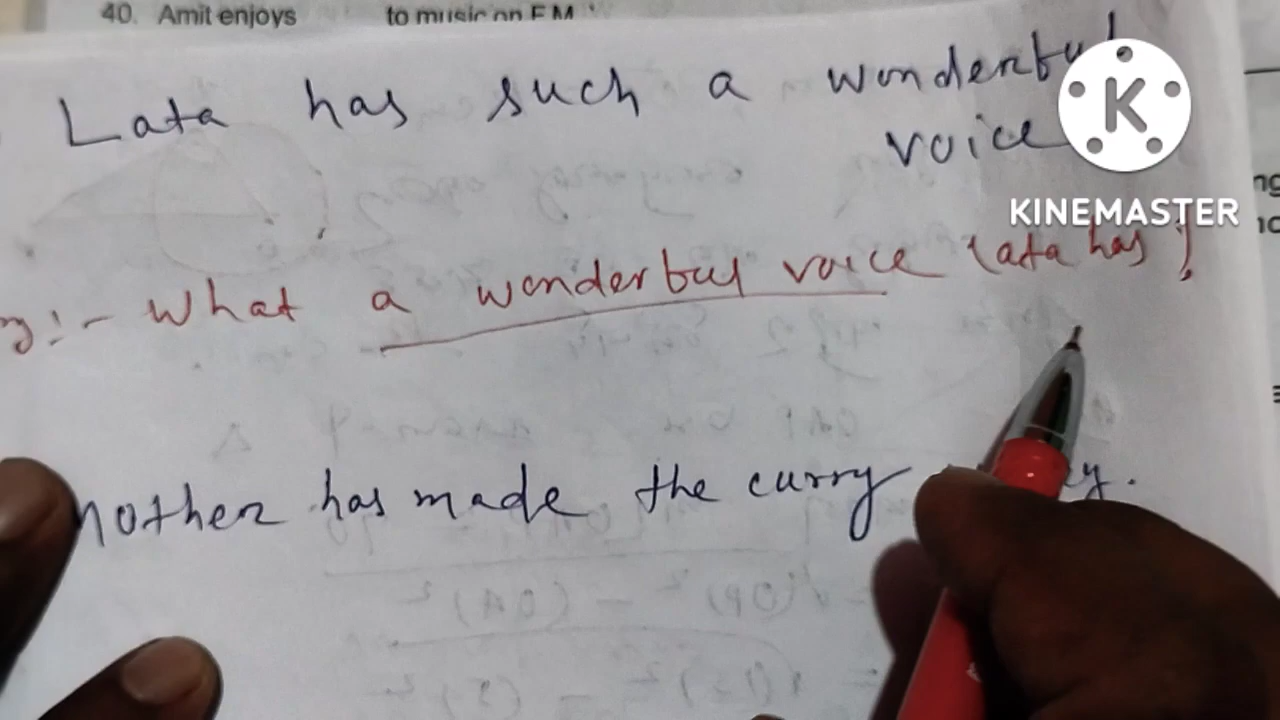 40. Amit enjoys to music on F.M.
Lata has such a wonderful
voice
KINEMASTER
:- What a wonderful voice Lata has !
mother has made the curry